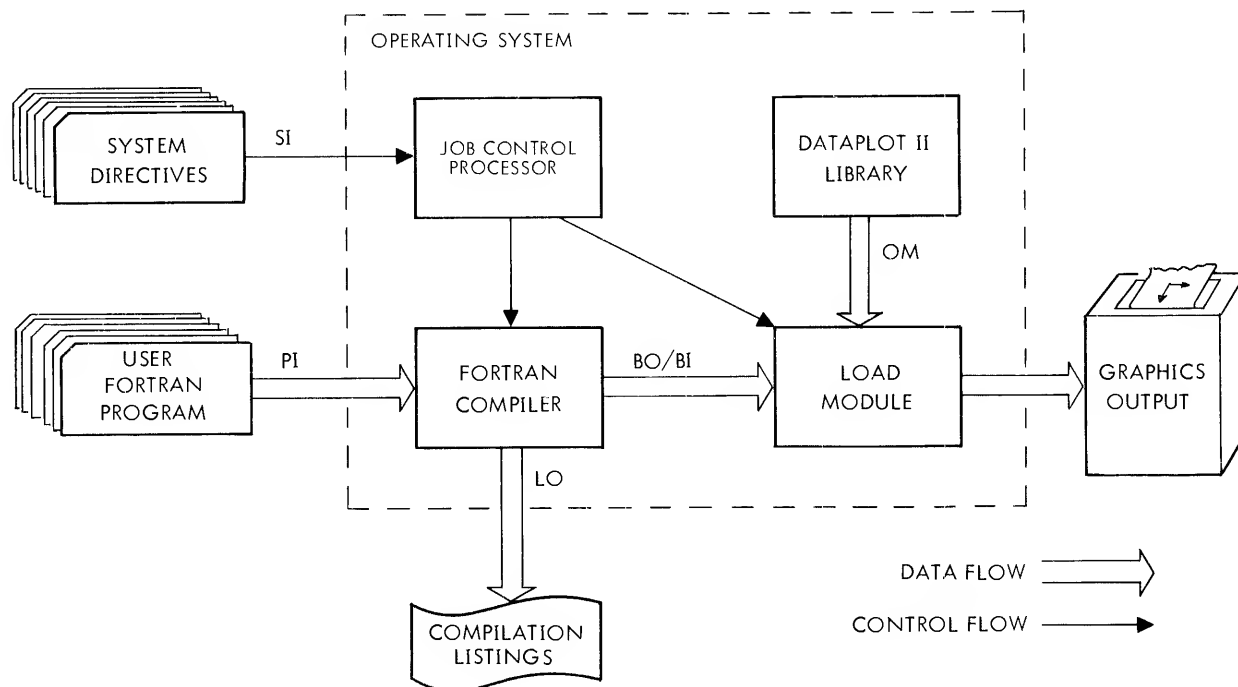 OPERATING SYSTEM
SYSTEM
DIRECTIVES
SI
JOB CONTROL
PROCESSOR
DATAPLOT II
LIBRARY
OM
USER
FORTRAN
PROGRAM
PI
FORTRAN
COMPILER
BO/BI
LOAD
MODULE
GRAPHICS
OUTPUT
LO
COMPILATION
LISTINGS
DATA FLOW
CONTROL FLOW